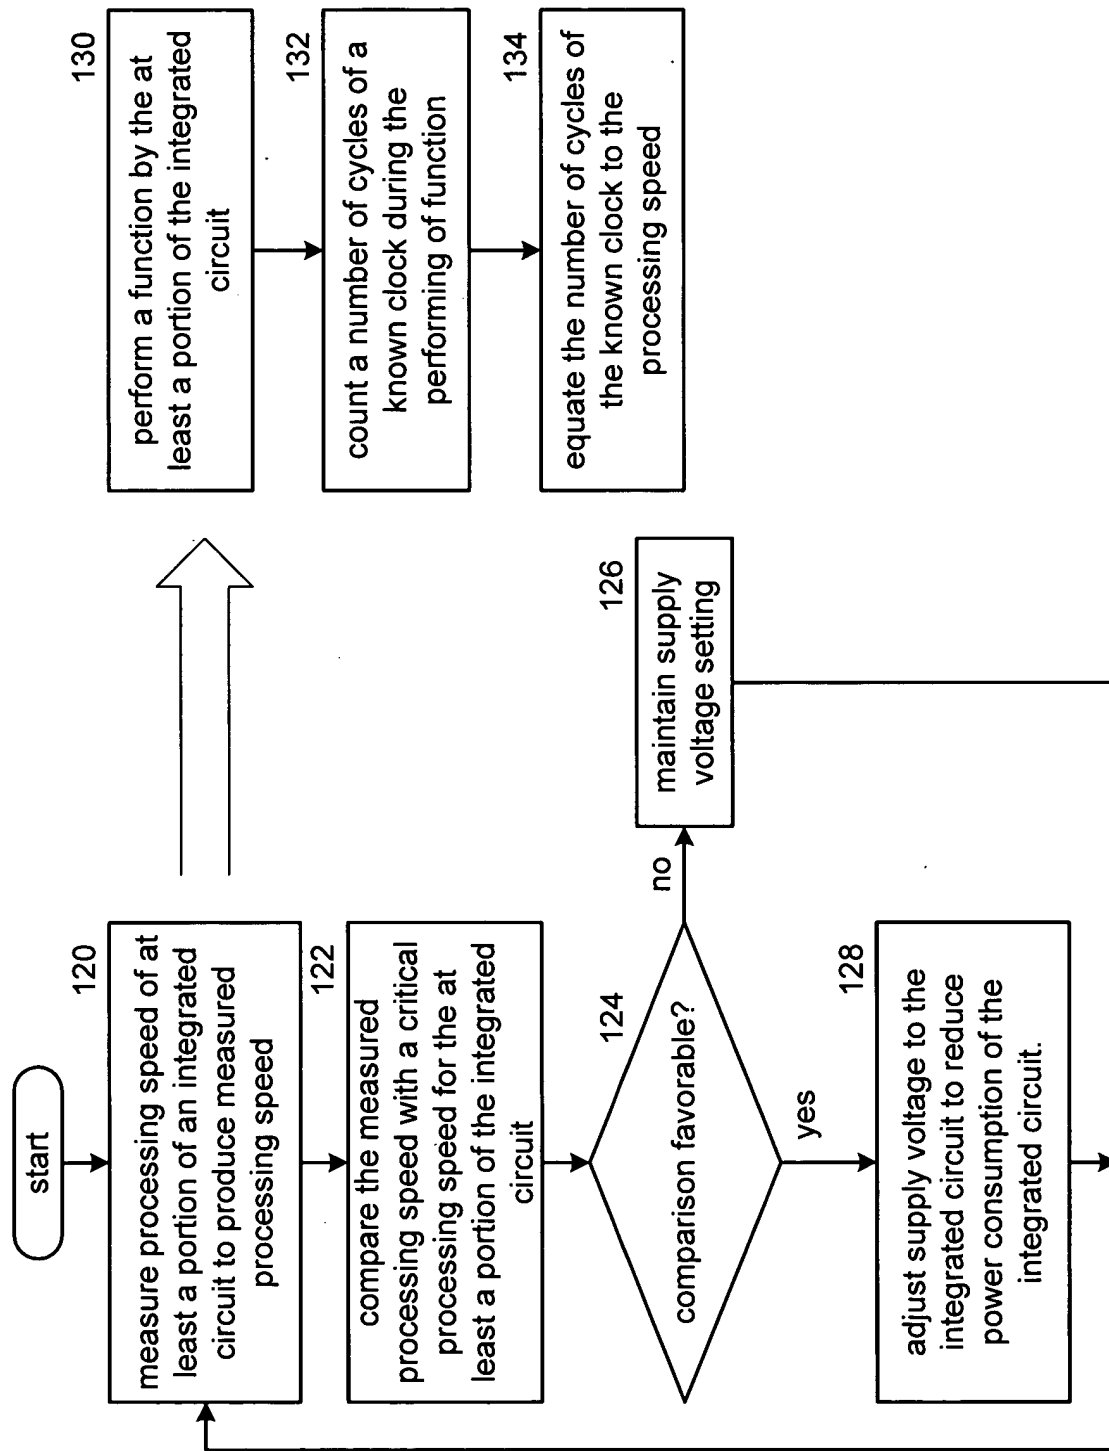 start
120
measure processing speed of at
least a portion of an integrated
circuit to produce measured
processing speed
122
compare the measured
processing speed with a critical
processing speed for the at
least a portion of the integrated
circuit
124
comparison favorable?
no
yes
126
maintain supply
voltage setting
128
adjust supply voltage to the
integrated circuit to reduce
power consumption of the
integrated circuit.
130
perform a function by the at
least a portion of the integrated
circuit
132
count a number of cycles of a
known clock during the
performing of function
134
equate the number of cycles of
the known clock to the
processing speed